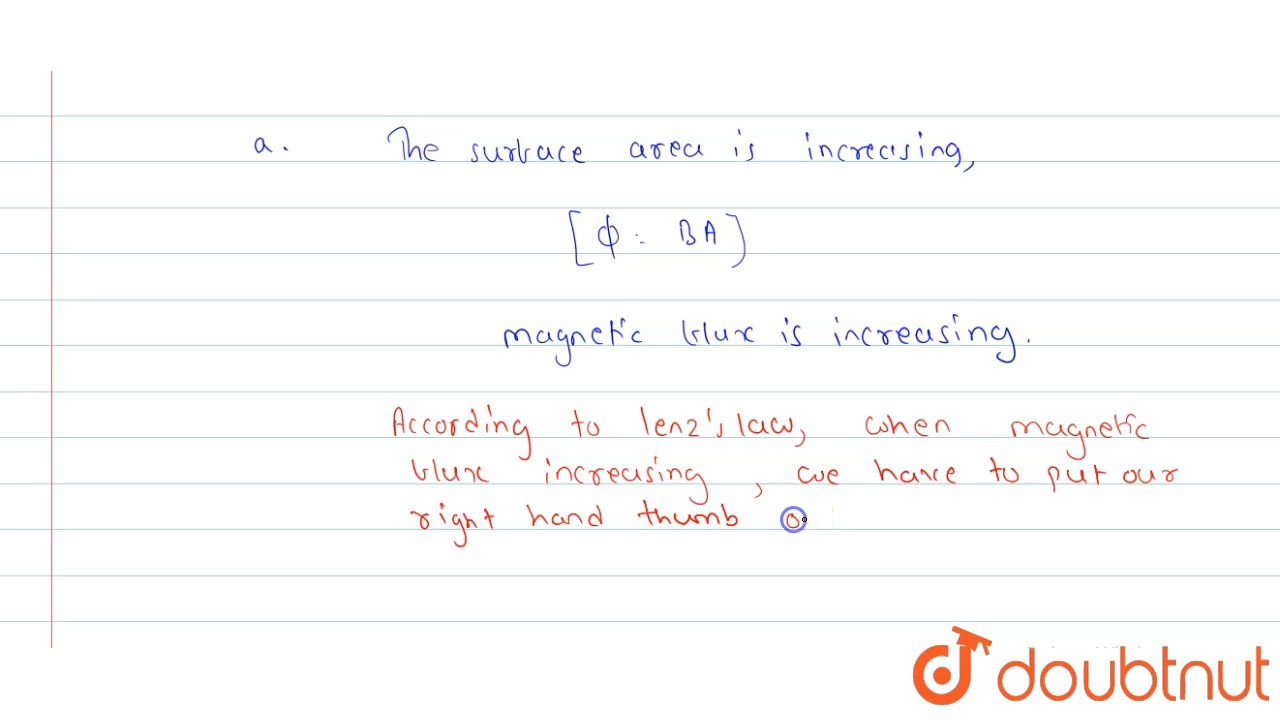 a. The surface area is increasing,
[ϕ = BA]
magnetic flux is increasing.
According to lenz's law, when magnetic
flux increasing, we have to put our
right hand thumb o
doubtnut